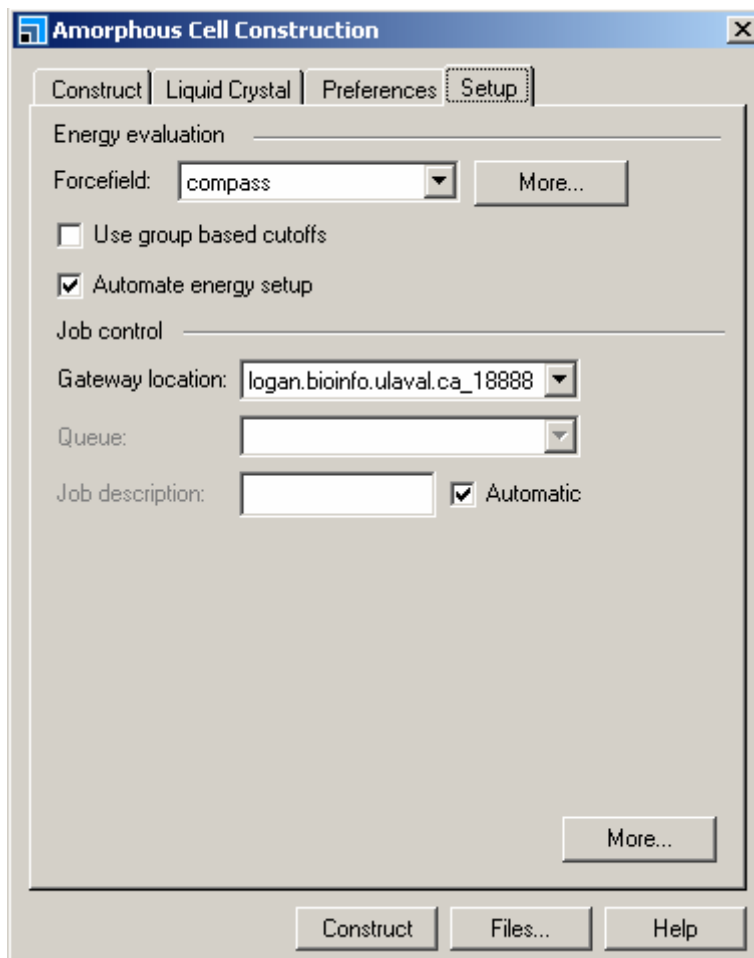 Amorphous Cell Construction
Construct Liquid Crystal Preferences Setup
Energy evaluation
Forcefield: compass More...
Use group based cutoffs
Automate energy setup
Job control
Gateway location: logan.bioinfo.ulaval.ca_18888
Queue:
Job description: Automatic
More...
Construct Files... Help